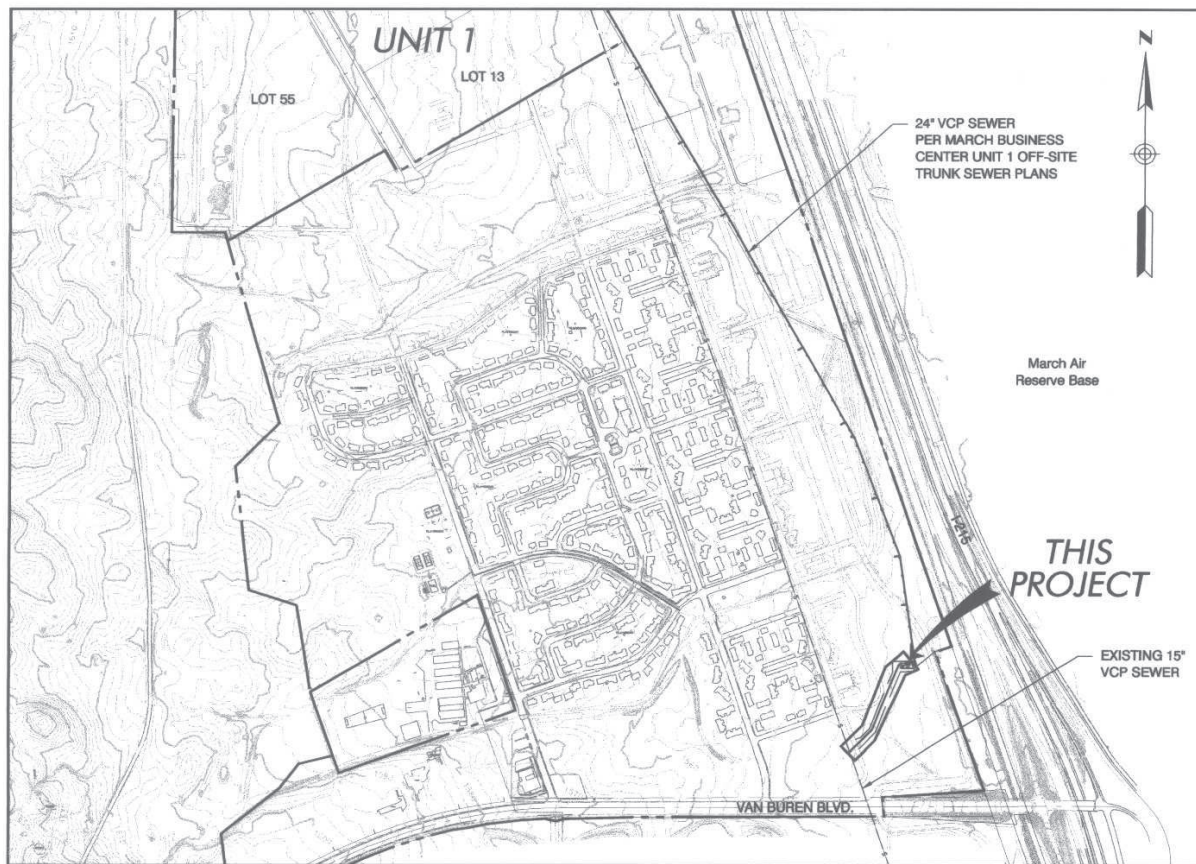 UNIT 1
LOT 13
LOT 55
N
24" VCP SEWER
PER MARCH BUSINESS
CENTER UNIT 1 OFF-SITE
TRUNK SEWER PLANS
March Air
Reserve Base
I-215
THIS
PROJECT
EXISTING 15"
VCP SEWER
VAN BUREN BLVD.